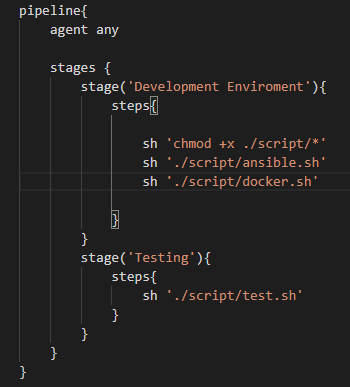 pipeline{
    agent any
    stages {
        stage('Development Enviroment'){
            steps{
                sh 'chmod +x ./script/*'
                sh './script/ansible.sh'
                sh './script/docker.sh'
            }
        }
        stage('Testing'){
            steps{
                sh './script/test.sh'
            }
        }
    }
}